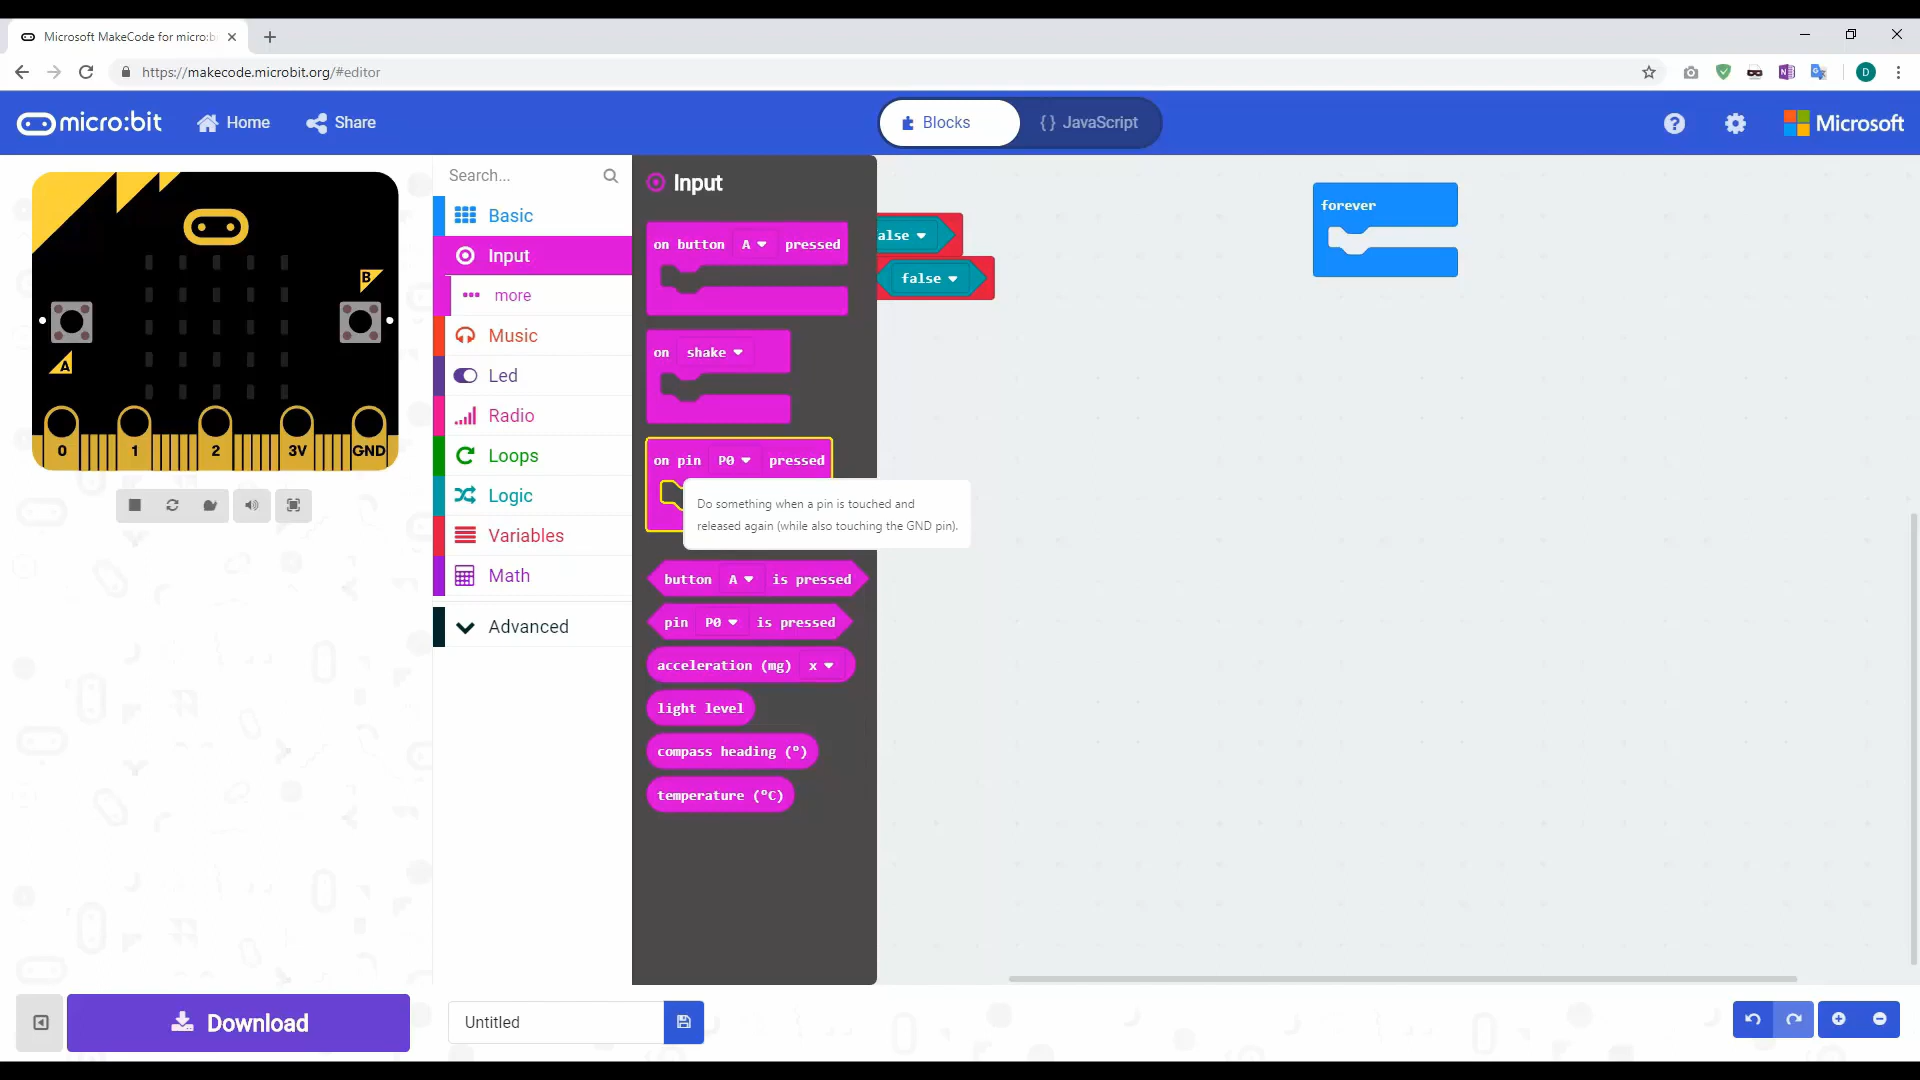 Microsoft MakeCode for micro:b
https://makecode.microbit.org/#editor
D
micro:bit
Home
Share
Blocks
{} JavaScript
?
Microsoft
B
A
0
1
2
3V
GND
Download
Search...
Basic
Input
more
Music
Led
Radio
Loops
Logic
Variables
Math
Advanced
Input
on button A pressed
on shake
on pin P0 pressed
Do something when a pin is touched and
released again (while also touching the GND pin).
button A is pressed
pin P0 is pressed
acceleration (mg) x
light level
compass heading (°)
temperature (°C)
alse
false
forever
Untitled